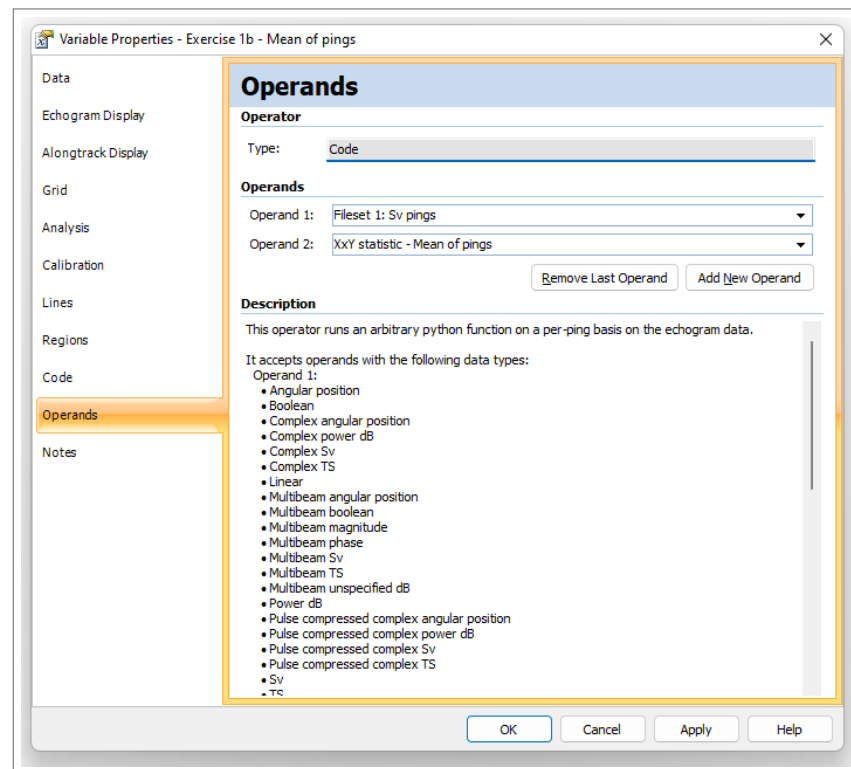 Variable Properties - Exercise 1b - Mean of pings
Data
Echogram Display
Alongtrack Display
Grid
Analysis
Calibration
Lines
Regions
Code
Operands
Notes
Operands
Operator
Type: Code
Operands
Operand 1: Fileset 1: Sv pings
Operand 2: XxY statistic - Mean of pings
Remove Last Operand Add New Operand
Description
This operator runs an arbitrary python function on a per-ping basis on the echogram data.
It accepts operands with the following data types:
Operand 1:
• Angular position
• Boolean
• Complex angular position
• Complex power dB
• Complex Sv
• Complex TS
• Linear
• Multibeam angular position
• Multibeam boolean
• Multibeam magnitude
• Multibeam phase
• Multibeam Sv
• Multibeam TS
• Multibeam unspecified dB
• Power dB
• Pulse compressed complex angular position
• Pulse compressed complex power dB
• Pulse compressed complex Sv
• Pulse compressed complex TS
• Sv
• TS
OK Cancel Apply Help